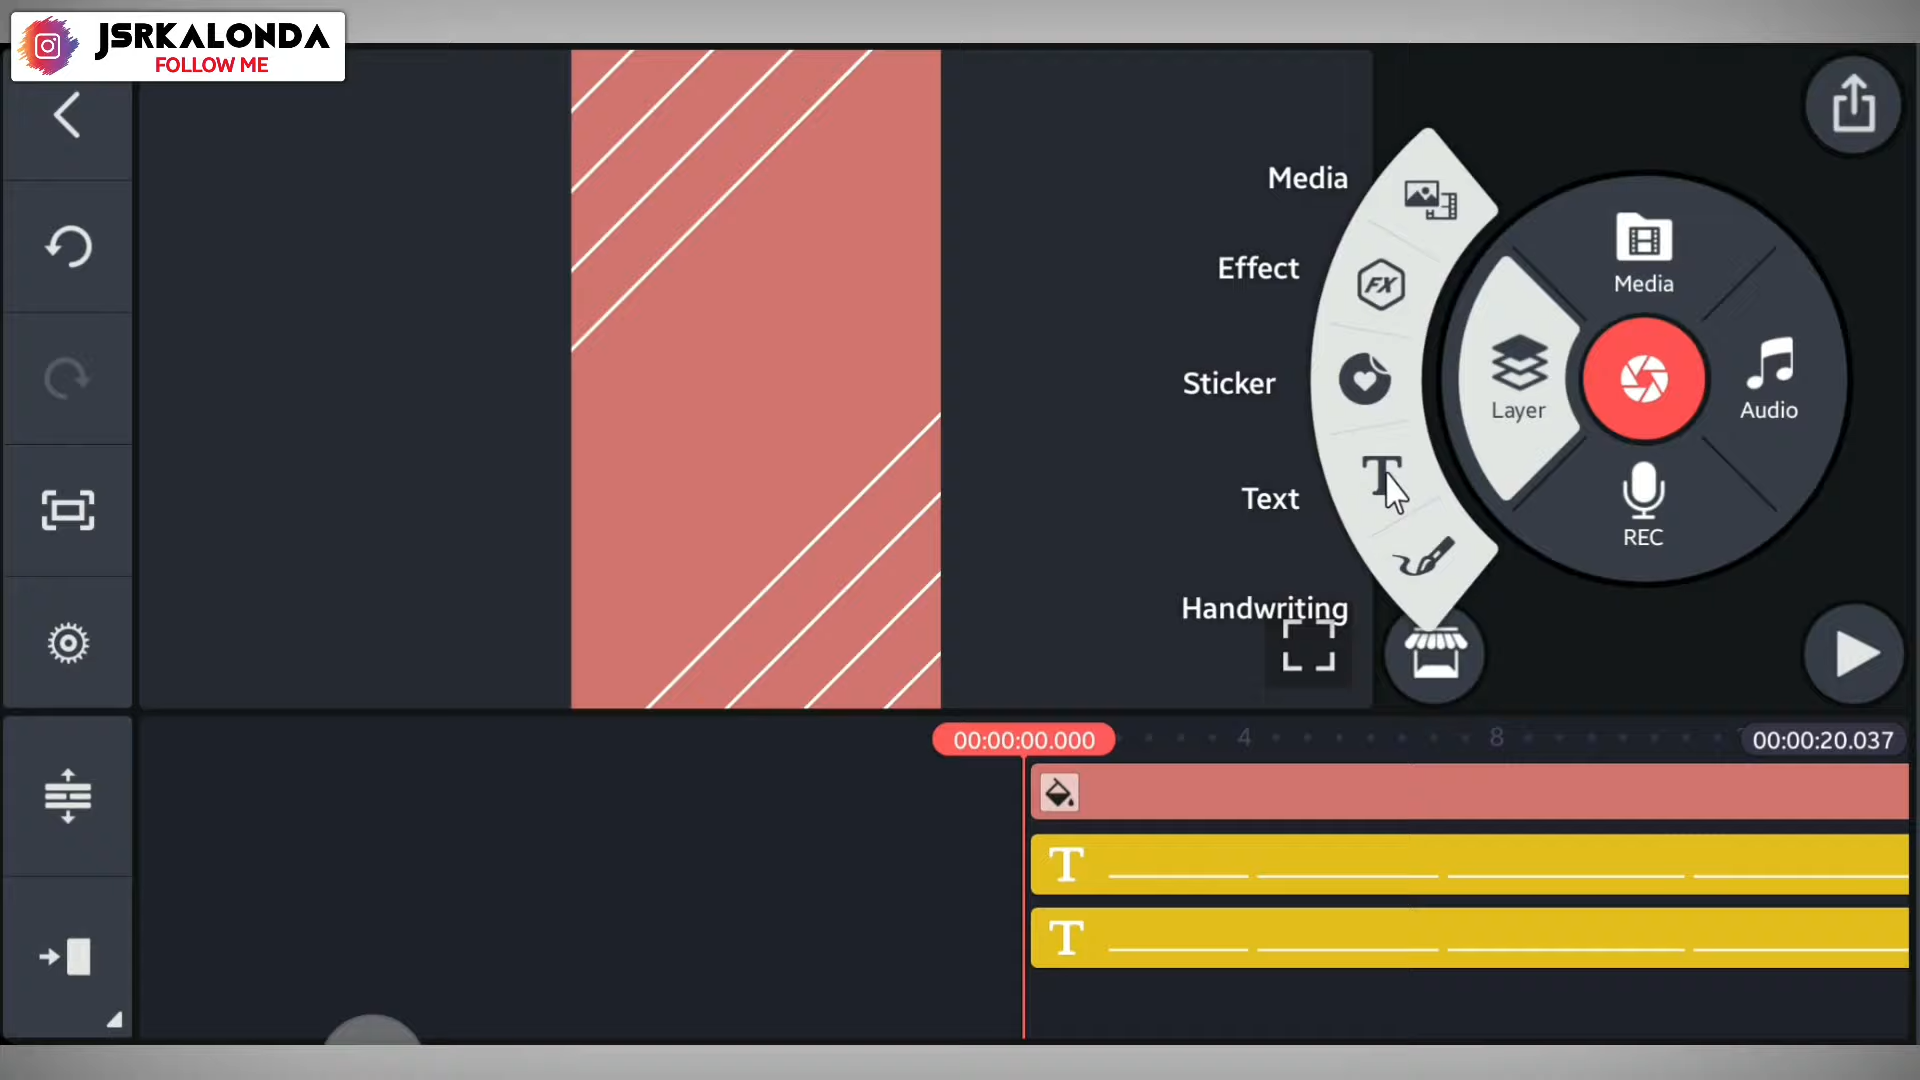 JSRKALONDA
FOLLOW ME
Media
Effect
FX
Sticker
Text
T
Handwriting
Media
Layer
Audio
REC
00:00:00.000
4
8
00:00:20.037
T
T